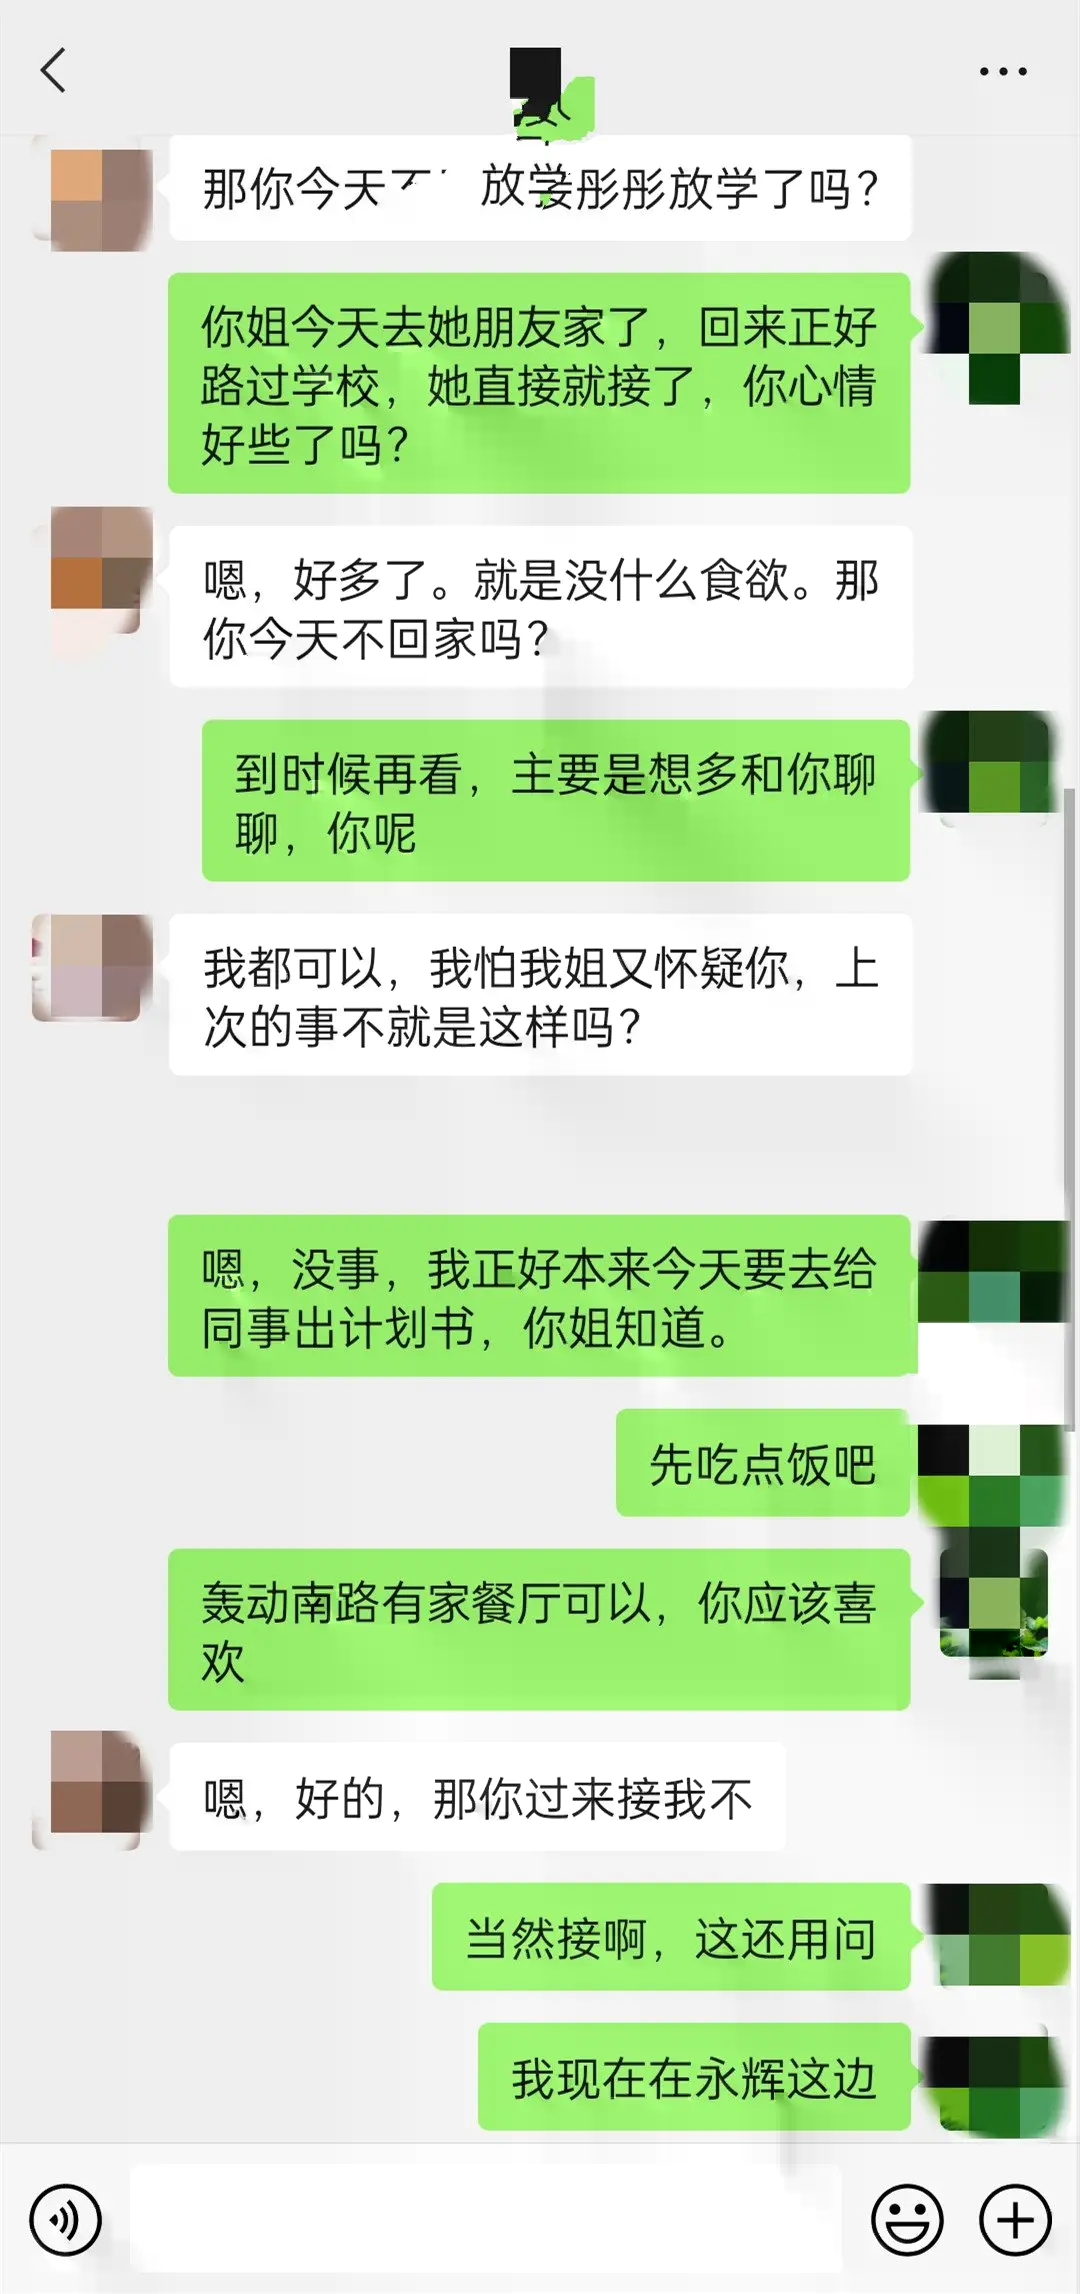 那你今天 放学 彤彤放学了吗？
你姐今天去她朋友家了，回来正好
路过学校，她直接就接了，你心情
好些了吗？
嗯，好多了。就是没什么食欲。那
你今天不回家吗？
到时候再看，主要是想多和你聊
聊，你呢
我都可以，我怕我姐又怀疑你，上
次的事不就是这样吗？
嗯，没事，我正好本来今天要去给
同事出计划书，你姐知道。
先吃点饭吧
轰动南路有家餐厅可以，你应该喜
欢
嗯，好的，那你过来接我不
当然接啊，这还用问
我现在在永辉这边